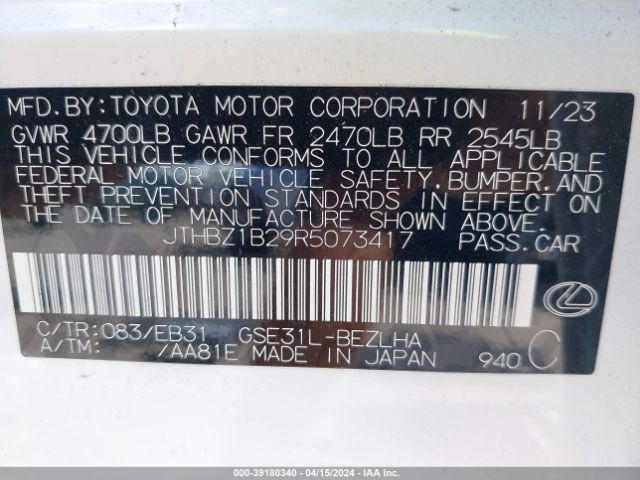 MFD.BY:TOYOTA MOTOR CORPORATION 11/23
GVWR 4700LB GAWR FR 2470LB RR 2545LB
THIS VEHICLE CONFORMS TO ALL APPLICABLE
FEDERAL MOTOR VEHICLE SAFETY,BUMPER,AND
THEFT PREVENTION STANDARDS IN EFFECT ON
THE DATE OF MANUFACTURE SHOWN ABOVE.
JTHBZ1B29R5073417 PASS.CAR
C/TR:083/EB31 GSE31L-BEZLHA C
A/TM: /AA81E MADE IN JAPAN 940
000-39180340 - 04/15/2024 - IAA Inc.